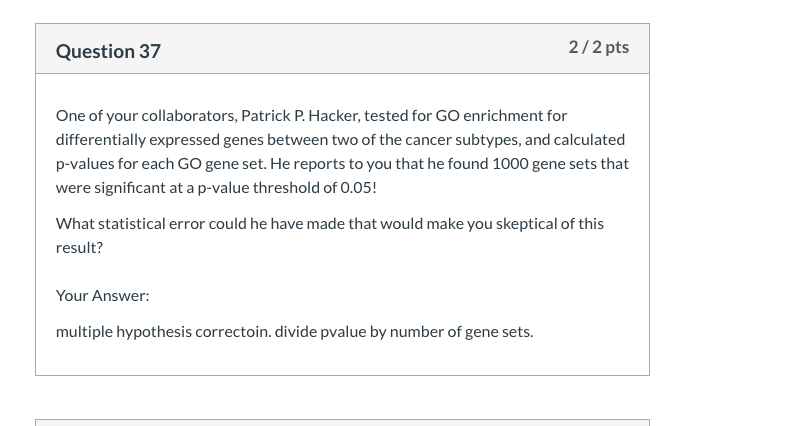 Question 37
2 / 2 pts
One of your collaborators, Patrick P. Hacker, tested for GO enrichment for
differentially expressed genes between two of the cancer subtypes, and calculated
p-values for each GO gene set. He reports to you that he found 1000 gene sets that
were significant at a p-value threshold of 0.05!
What statistical error could he have made that would make you skeptical of this
result?
Your Answer:
multiple hypothesis correctoin. divide pvalue by number of gene sets.